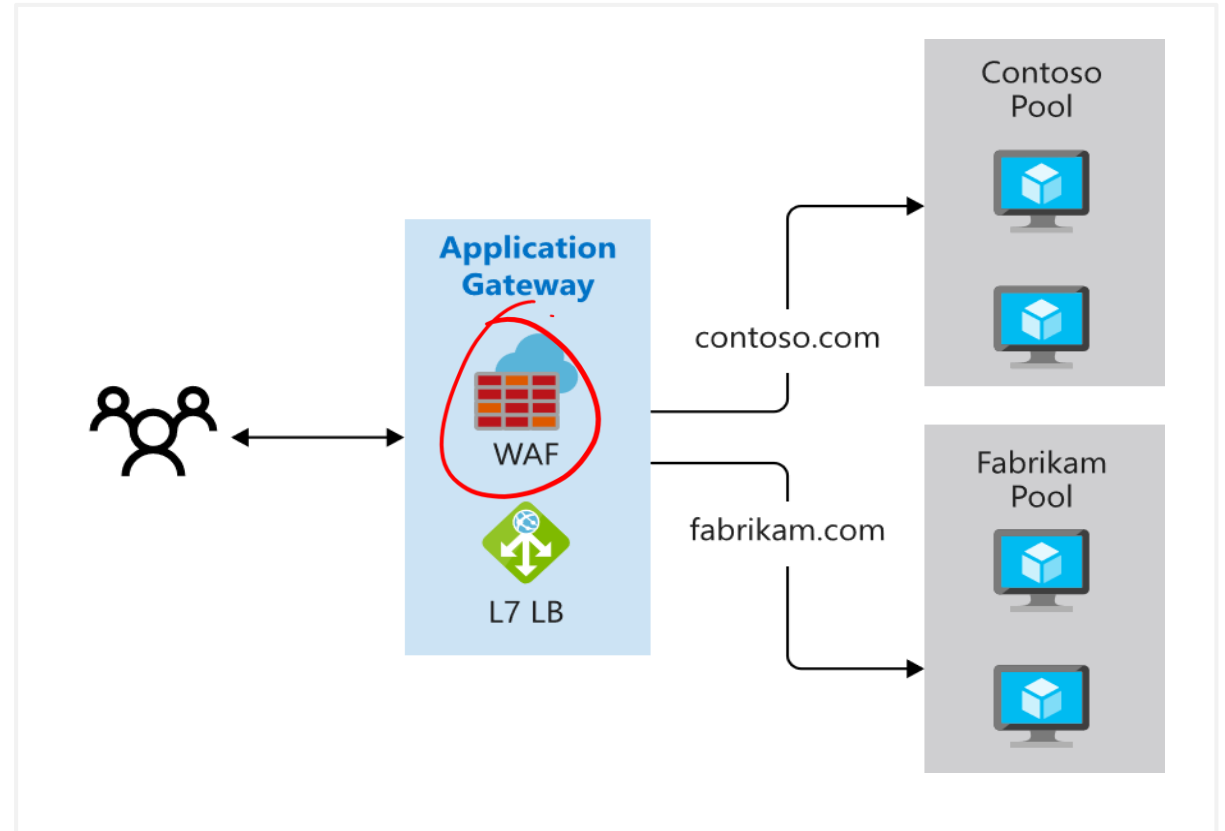 Application
Gateway
WAF
L7 LB
contoso.com
fabrikam.com
Contoso
Pool
Fabrikam
Pool